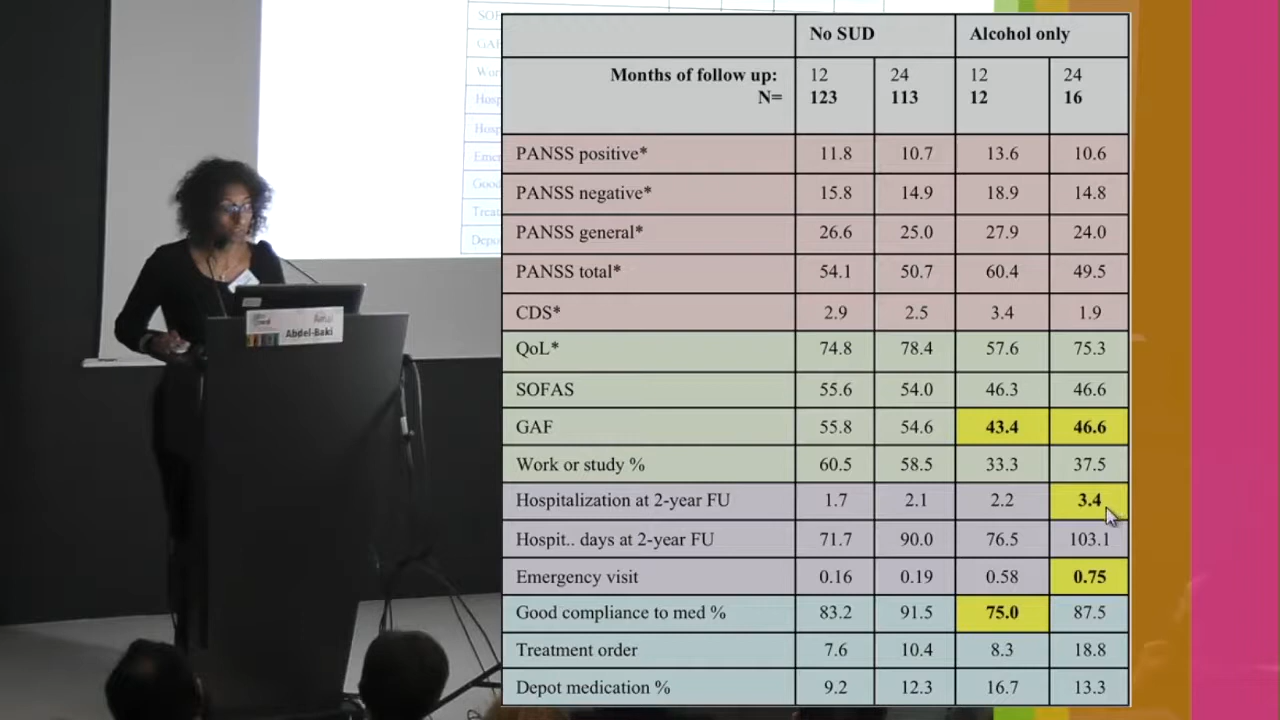 No SUD Alcohol only
Months of follow up: 12 24 12 24
N= 123 113 12 16
PANSS positive* 11.8 10.7 13.6 10.6
PANSS negative* 15.8 14.9 18.9 14.8
PANSS general* 26.6 25.0 27.9 24.0
PANSS total* 54.1 50.7 60.4 49.5
CDS* 2.9 2.5 3.4 1.9
QoL* 74.8 78.4 57.6 75.3
SOFAS 55.6 54.0 46.3 46.6
GAF 55.8 54.6 43.4 46.6
Work or study % 60.5 58.5 33.3 37.5
Hospitalization at 2-year FU 1.7 2.1 2.2 3.4
Hospit.. days at 2-year FU 71.7 90.0 76.5 103.1
Emergency visit 0.16 0.19 0.58 0.75
Good compliance to med % 83.2 91.5 75.0 87.5
Treatment order 7.6 10.4 8.3 18.8
Depot medication % 9.2 12.3 16.7 13.3
SOF
GAF
Wor
Hosp
Hosp
Emer
Good
Treat
Depo
Abdel-Baki